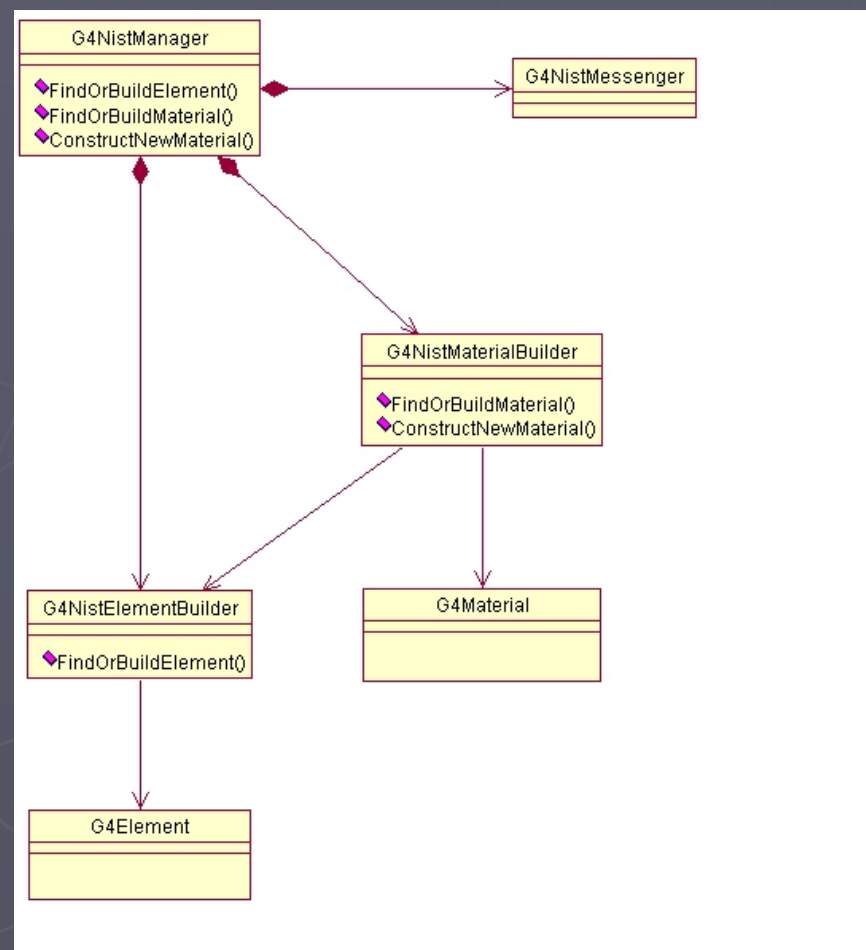 G4NistManager
FindOrBuildElement()
FindOrBuildMaterial()
ConstructNewMaterial()
G4NistMessenger
G4NistMaterialBuilder
FindOrBuildMaterial()
ConstructNewMaterial()
G4NistElementBuilder
FindOrBuildElement()
G4Material
G4Element